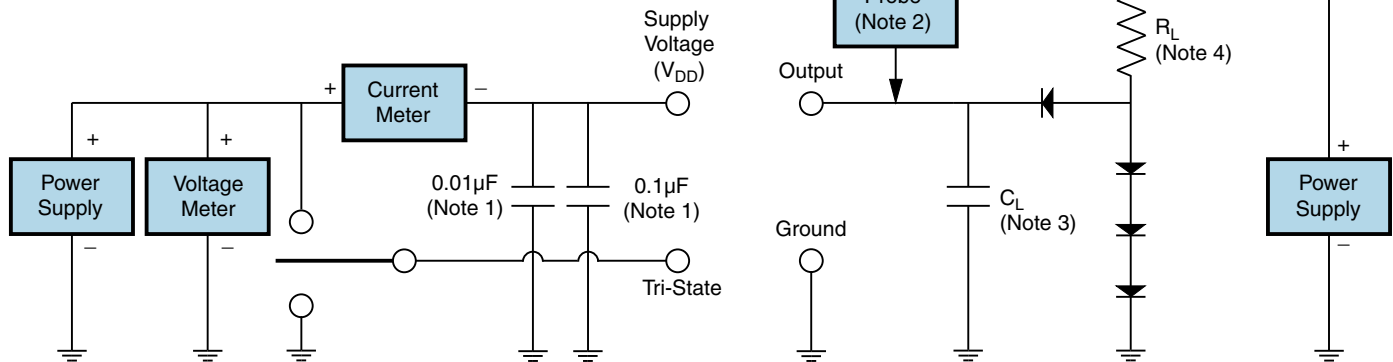 Supply
Voltage
(VDD)
+
Current
Meter
−
+
Power
Supply
−
+
Voltage
Meter
−
0.01µF
(Note 1)
0.1µF
(Note 1)
Tri-State
(Note 2)
Output
Ground
CL
(Note 3)
RL
(Note 4)
+
Power
Supply
−